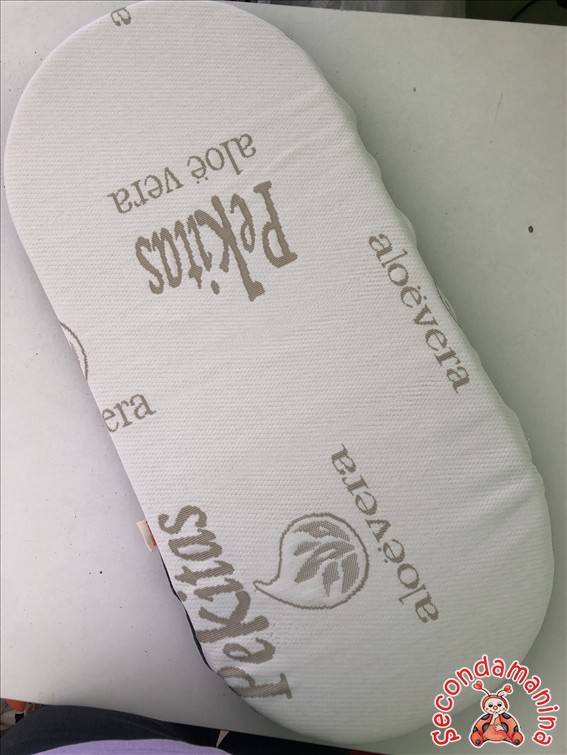 e
aloë vera
Pekitas
aloëvera
era
aloëvera
Pekitas
Secondamanina